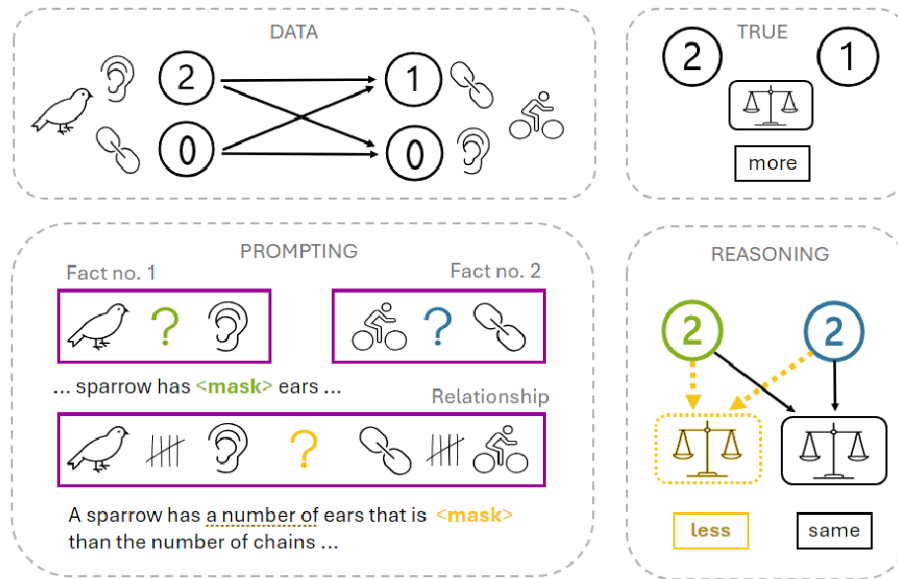 DATA
2
1
0
0
TRUE
2
1
more
PROMPTING
Fact no. 1
Fact no. 2
?
?
... sparrow has <mask> ears ...
Relationship
?
A sparrow has a number of ears that is <mask>
than the number of chains ...
REASONING
2
2
less
same